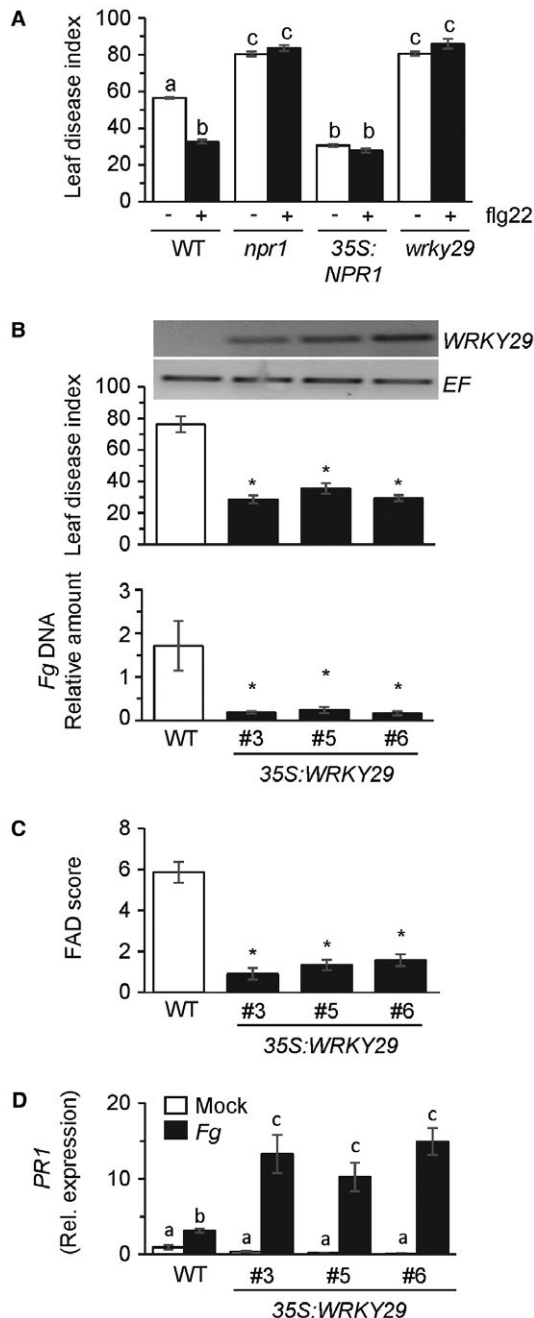 A
Leaf disease index
100
80
60
40
20
0
a
b
c
c
b
b
c
c
- + - + - + - + flg22
WT npr1 35S: wrky29
NPR1
B
WRKY29
EF
Leaf disease index
100
80
60
40
20
0
* * *
Fg DNA
Relative amount
3
2
1
0
* * *
WT #3 #5 #6
35S:WRKY29
C
FAD score
8
6
4
2
0
* * *
WT #3 #5 #6
35S:WRKY29
D
PR1
(Rel. expression)
20
10
0
Mock
Fg
a
b
a
c
a
c
a
c
WT #3 #5 #6
35S:WRKY29